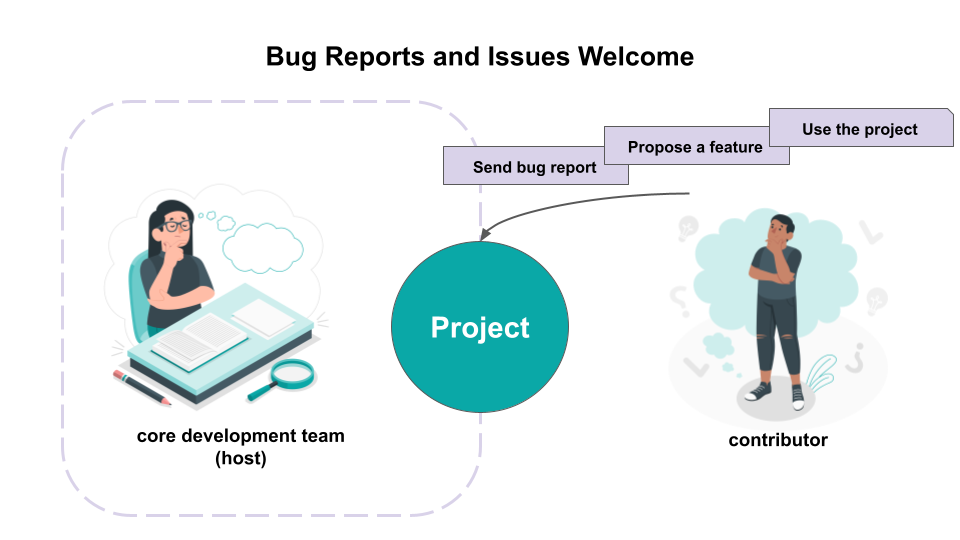 Bug Reports and Issues Welcome
Use the project
Propose a feature
Send bug report
Project
core development team
(host)
contributor